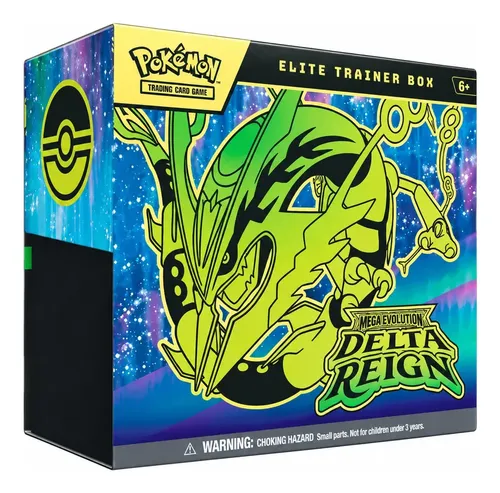 Pokémon
TRADING CARD GAME
ELITE TRAINER BOX
6+
MEGA EVOLUTION
DELTA
REIGN
⚠ WARNING: CHOKING HAZARD Small parts. Not for children under 3 years.